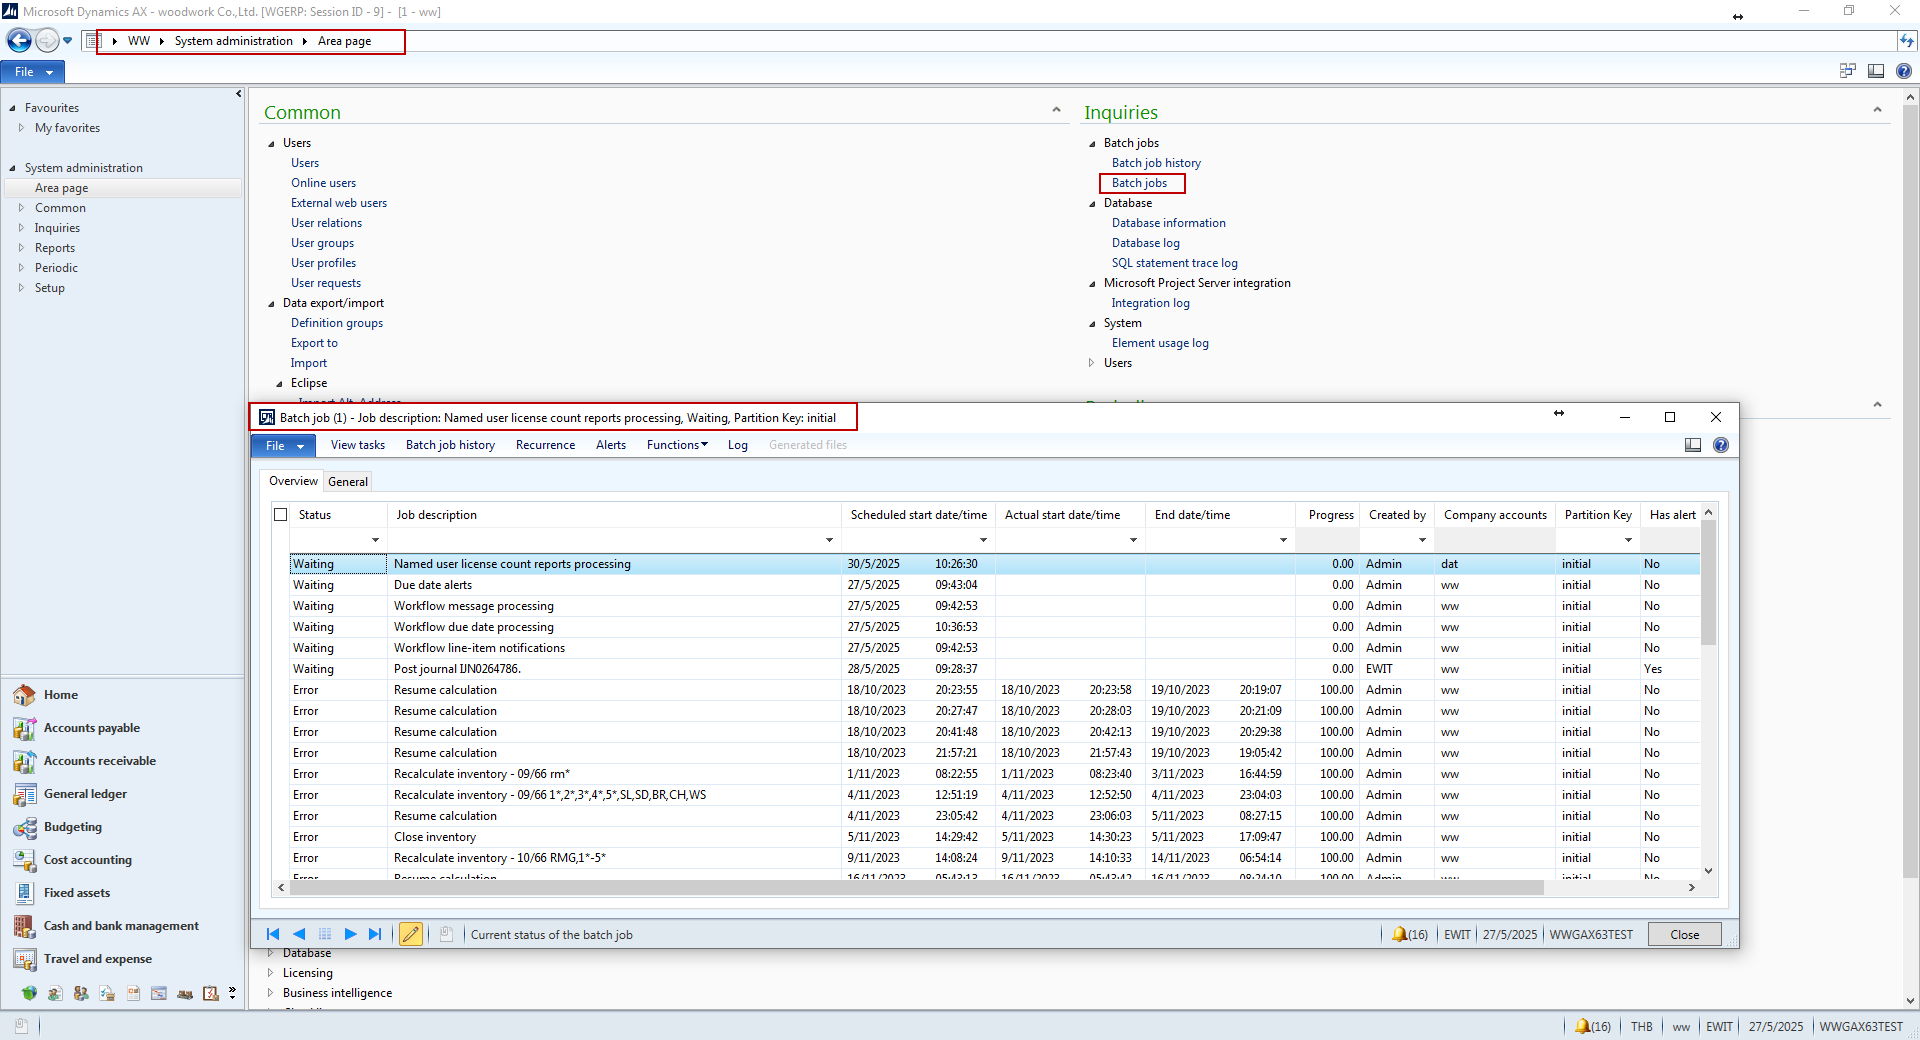 Microsoft Dynamics AX - woodwork Co.,Ltd. [WGERP: Session ID - 9] - [1 - ww]
WW System administration Area page
File
Favourites
My favorites
System administration
Area page
Common
Inquiries
Reports
Periodic
Setup
Home
Accounts payable
Accounts receivable
General ledger
Budgeting
Cost accounting
Fixed assets
Cash and bank management
Travel and expense
Common
Users
Users
Online users
External web users
User relations
User groups
User profiles
User requests
Data export/import
Definition groups
Export to
Import
Eclipse
Inquiries
Batch jobs
Batch job history
Batch jobs
Database
Database information
Database log
SQL statement trace log
Microsoft Project Server integration
Integration log
System
Element usage log
Users
Batch job (1) - Job description: Named user license count reports processing, Waiting, Partition Key: initial
File View tasks Batch job history Recurrence Alerts Functions Log Generated files
Overview General
Status Job description Scheduled start date/time Actual start date/time End date/time Progress Created by Company accounts Partition Key Has alert
Waiting Named user license count reports processing 30/5/2025 10:26:30 0.00 Admin dat initial No
Waiting Due date alerts 27/5/2025 09:43:04 0.00 Admin ww initial No
Waiting Workflow message processing 27/5/2025 09:42:53 0.00 Admin ww initial No
Waiting Workflow due date processing 27/5/2025 10:36:53 0.00 Admin ww initial No
Waiting Workflow line-item notifications 27/5/2025 09:42:53 0.00 Admin ww initial No
Waiting Post journal IJN0264786. 28/5/2025 09:28:37 0.00 EWIT ww initial Yes
Error Resume calculation 18/10/2023 20:23:55 18/10/2023 20:23:58 19/10/2023 20:19:07 100.00 Admin ww initial No
Error Resume calculation 18/10/2023 20:27:47 18/10/2023 20:28:03 19/10/2023 20:21:09 100.00 Admin ww initial No
Error Resume calculation 18/10/2023 20:41:48 18/10/2023 20:42:13 19/10/2023 20:29:38 100.00 Admin ww initial No
Error Resume calculation 18/10/2023 21:57:21 18/10/2023 21:57:43 19/10/2023 19:05:42 100.00 Admin ww initial No
Error Recalculate inventory - 09/66 rm* 1/11/2023 08:22:55 1/11/2023 08:23:40 3/11/2023 16:44:59 100.00 Admin ww initial No
Error Recalculate inventory - 09/66 1*,2*,3*,4*,5*,SL,SD,BR,CH,WS 4/11/2023 12:51:19 4/11/2023 12:52:50 4/11/2023 23:04:03 100.00 Admin ww initial No
Error Resume calculation 4/11/2023 23:05:42 4/11/2023 23:06:03 5/11/2023 08:27:15 100.00 Admin ww initial No
Error Close inventory 5/11/2023 14:29:42 5/11/2023 14:30:23 5/11/2023 17:09:47 100.00 Admin ww initial No
Error Recalculate inventory - 10/66 RMG,1*-5* 9/11/2023 14:08:24 9/11/2023 14:10:33 14/11/2023 06:54:14 100.00 Admin ww initial No
Error Resume calculation 16/11/2023 05:43:13 16/11/2023 05:43:42 16/11/2023 08:24:10 100.00 Admin ww initial No
Current status of the batch job (16) EWIT 27/5/2025 WWGAX63TEST Close
Database
Licensing
Business intelligence
(16) THB ww EWIT 27/5/2025 WWGAX63TEST